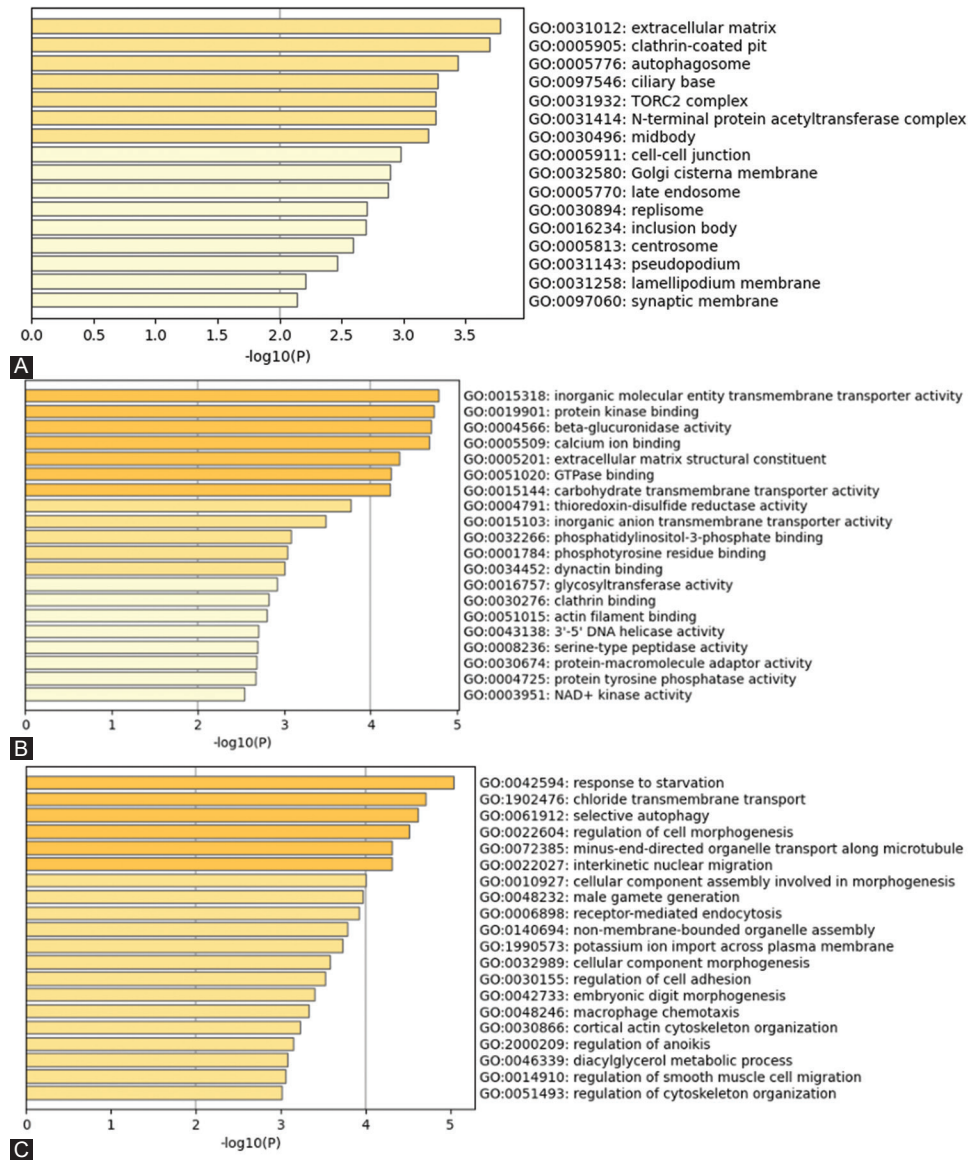 GO:0031012: extracellular matrix
GO:0005905: clathrin-coated pit
GO:0005776: autophagosome
GO:0097546: ciliary base
GO:0031932: TORC2 complex
GO:0031414: N-terminal protein acetyltransferase complex
GO:0030496: midbody
GO:0005911: cell-cell junction
GO:0032580: Golgi cisterna membrane
GO:0005770: late endosome
GO:0030894: replisome
GO:0016234: inclusion body
GO:0005813: centrosome
GO:0031143: pseudopodium
GO:0031258: lamellipodium membrane
GO:0097060: synaptic membrane
0.0 0.5 1.0 1.5 2.0 2.5 3.0 3.5
-log10(P)
A
GO:0015318: inorganic molecular entity transmembrane transporter activity
GO:0019901: protein kinase binding
GO:0004566: beta-glucuronidase activity
GO:0005509: calcium ion binding
GO:0005201: extracellular matrix structural constituent
GO:0051020: GTPase binding
GO:0015144: carbohydrate transmembrane transporter activity
GO:0004791: thioredoxin-disulfide reductase activity
GO:0015103: inorganic anion transmembrane transporter activity
GO:0032266: phosphatidylinositol-3-phosphate binding
GO:0001784: phosphotyrosine residue binding
GO:0034452: dynactin binding
GO:0016757: glycosyltransferase activity
GO:0030276: clathrin binding
GO:0051015: actin filament binding
GO:0043138: 3'-5' DNA helicase activity
GO:0008236: serine-type peptidase activity
GO:0030674: protein-macromolecule adaptor activity
GO:0004725: protein tyrosine phosphatase activity
GO:0003951: NAD+ kinase activity
0 1 2 3 4 5
-log10(P)
B
GO:0042594: response to starvation
GO:1902476: chloride transmembrane transport
GO:0061912: selective autophagy
GO:0022604: regulation of cell morphogenesis
GO:0072385: minus-end-directed organelle transport along microtubule
GO:0022027: interkinetic nuclear migration
GO:0010927: cellular component assembly involved in morphogenesis
GO:0048232: male gamete generation
GO:0006898: receptor-mediated endocytosis
GO:0140694: non-membrane-bounded organelle assembly
GO:1990573: potassium ion import across plasma membrane
GO:0032989: cellular component morphogenesis
GO:0030155: regulation of cell adhesion
GO:0042733: embryonic digit morphogenesis
GO:0048246: macrophage chemotaxis
GO:0030866: cortical actin cytoskeleton organization
GO:2000209: regulation of anoikis
GO:0046339: diacylglycerol metabolic process
GO:0014910: regulation of smooth muscle cell migration
GO:0051493: regulation of cytoskeleton organization
0 1 2 3 4 5
-log10(P)
C